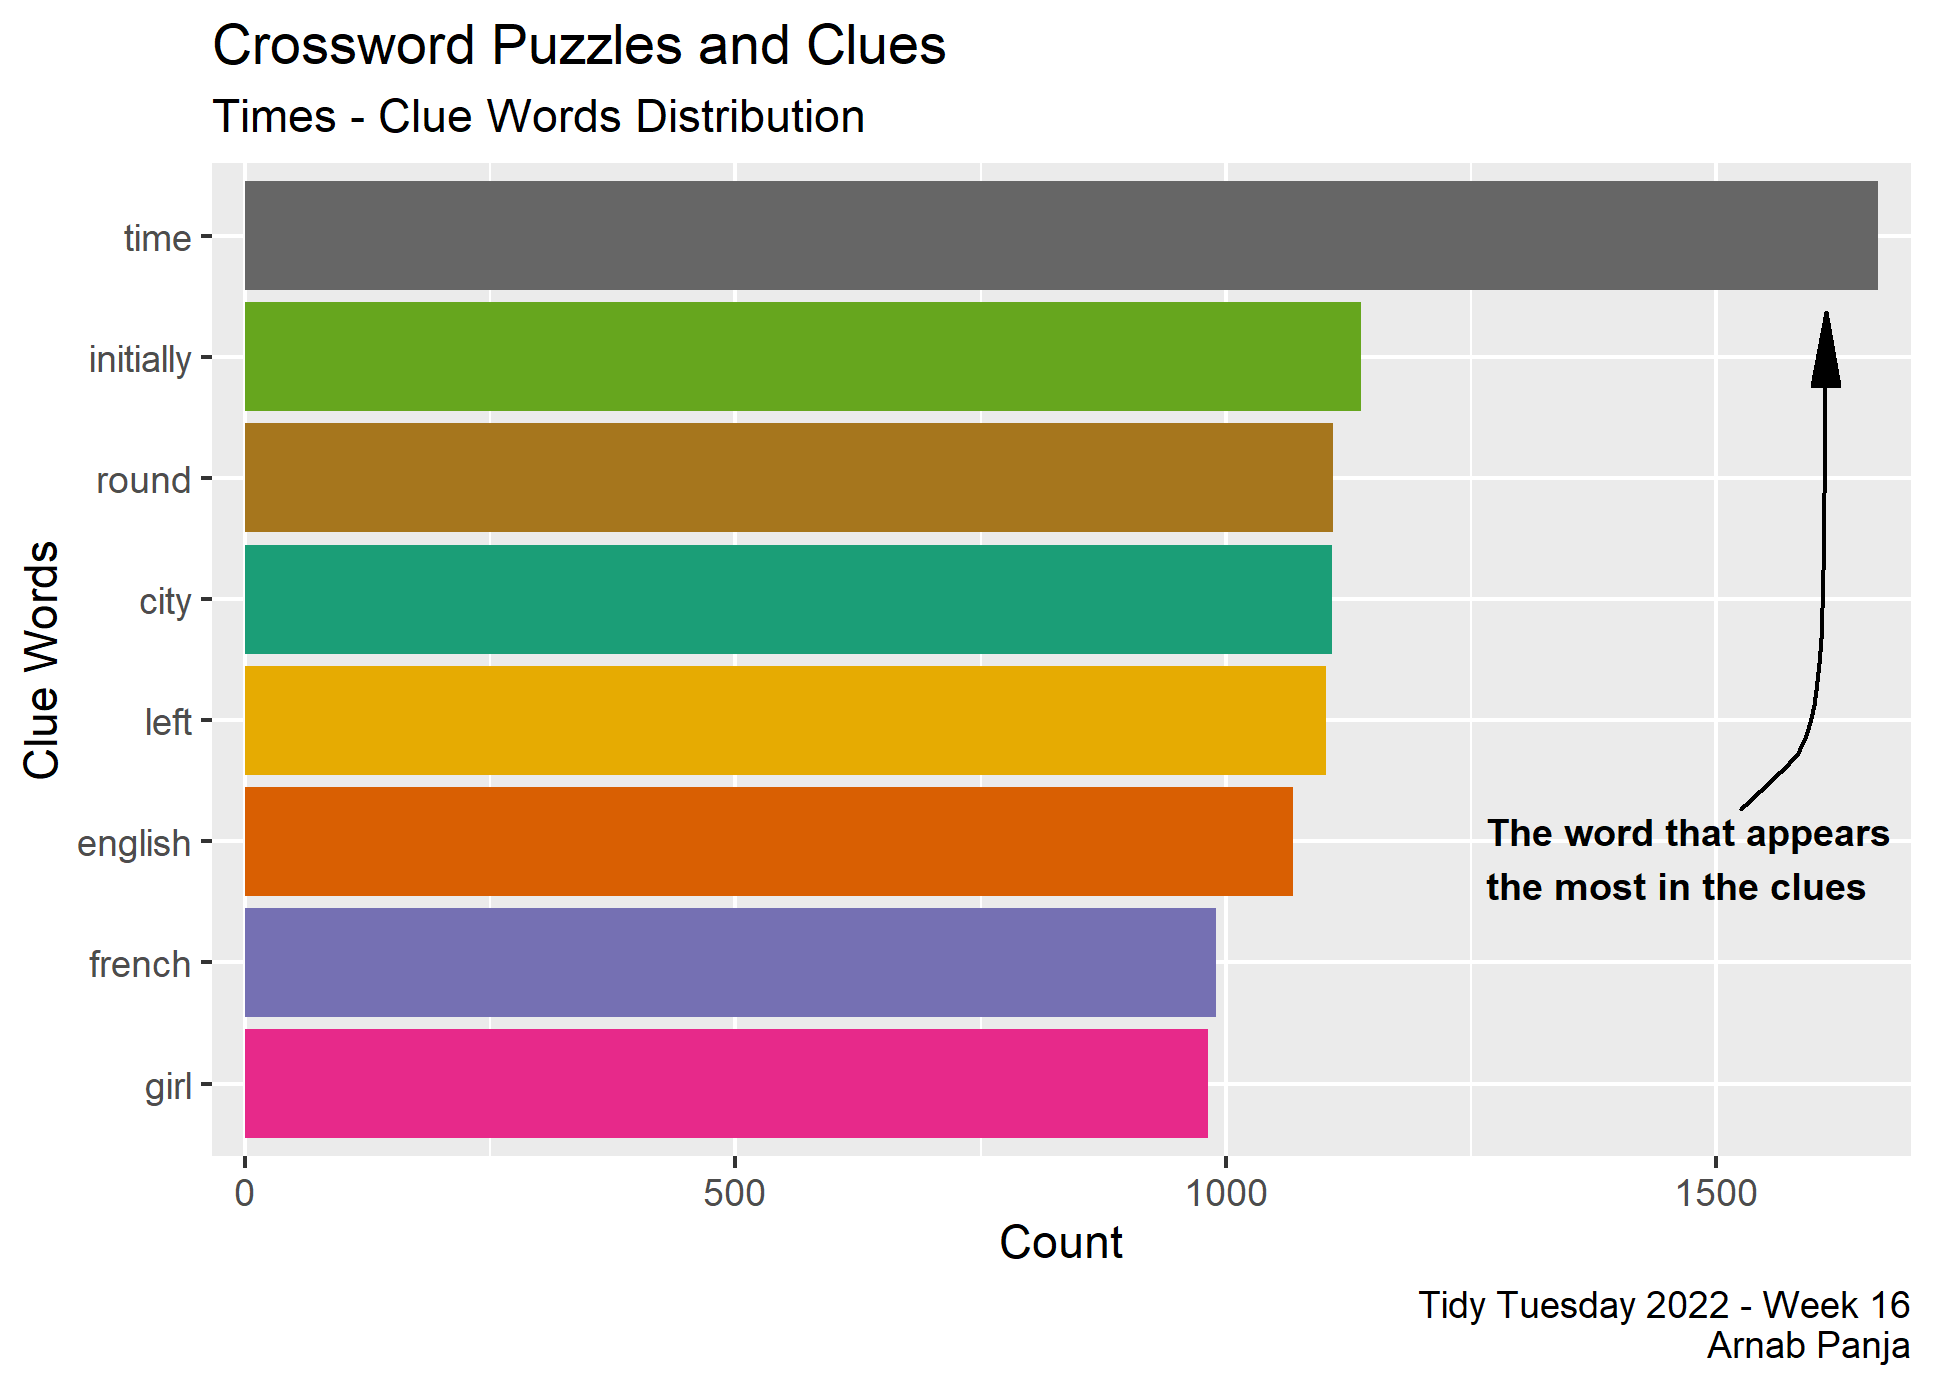 Crossword Puzzles and Clues
Times - Clue Words Distribution
Clue Words
time
initially
round
city
left
english
french
girl
The word that appears
the most in the clues
0 500 1000 1500
Count
Tidy Tuesday 2022 - Week 16
Arnab Panja